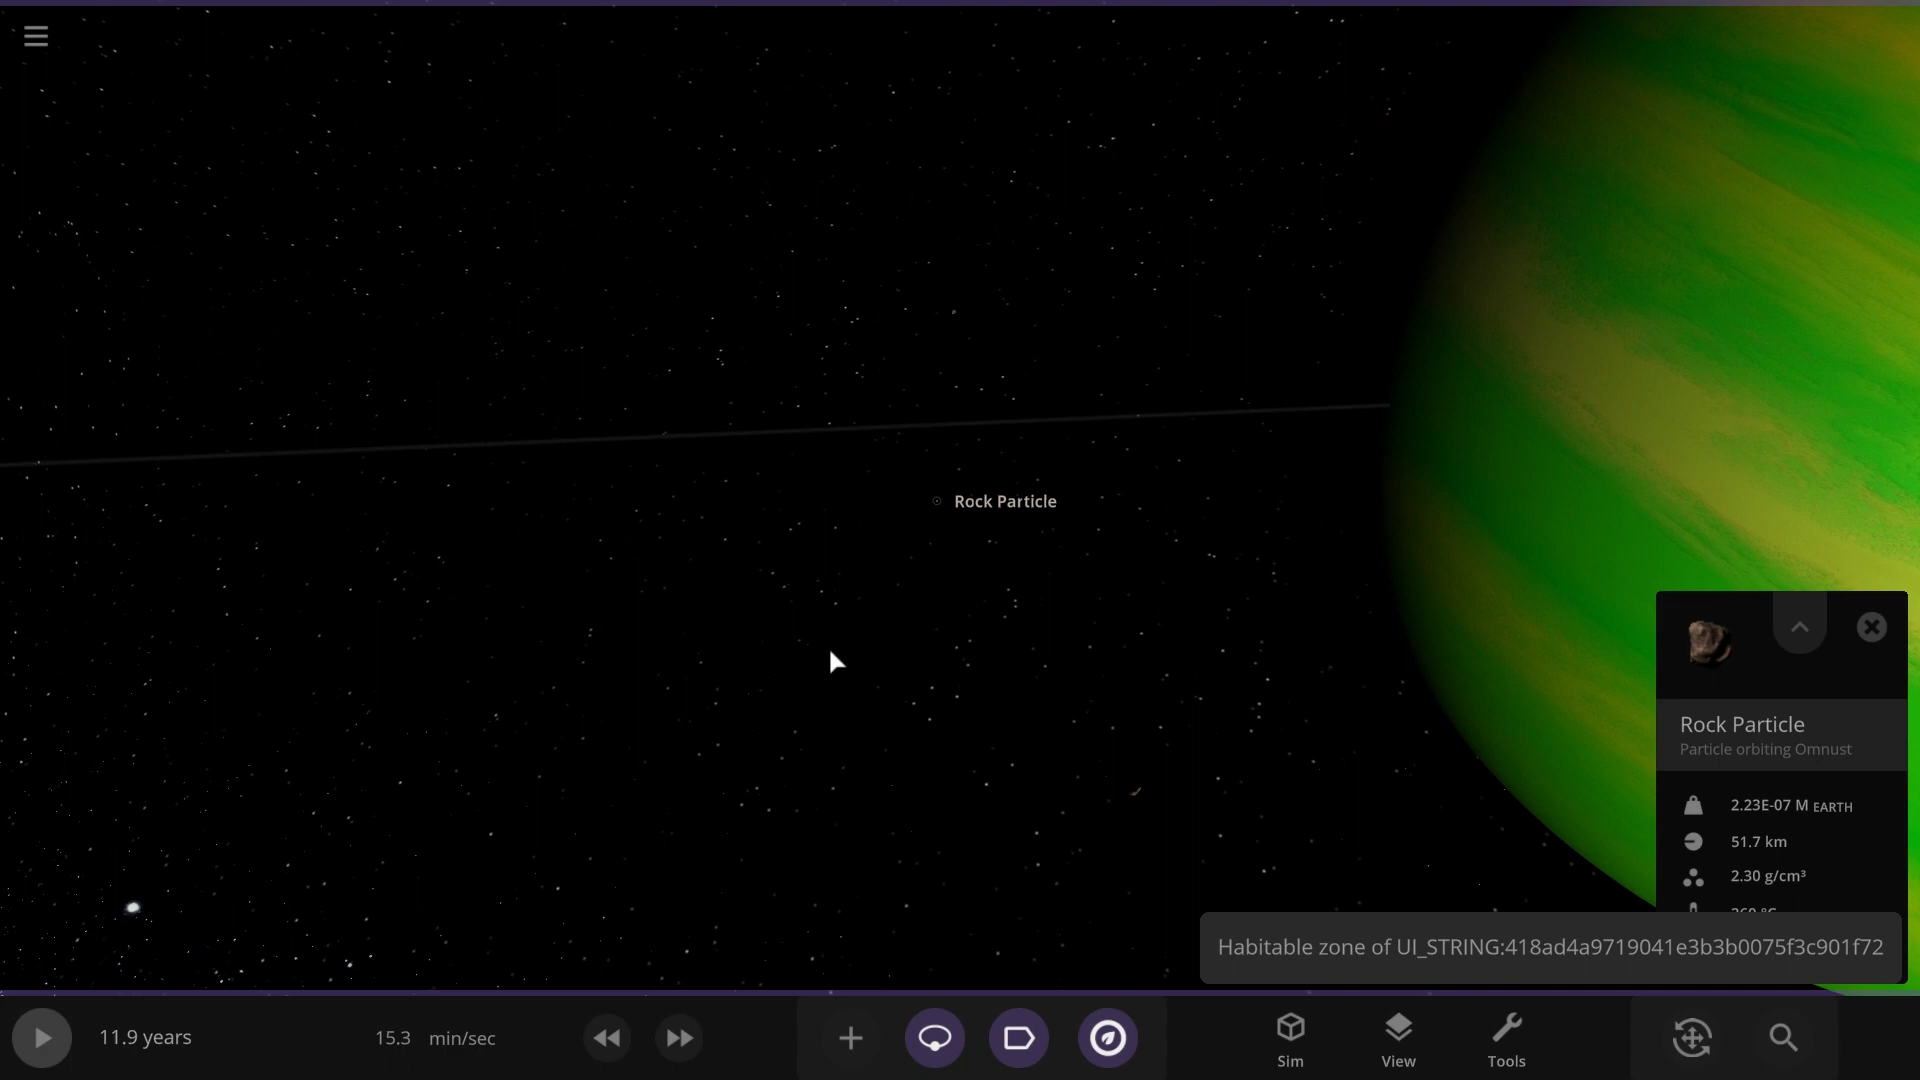 Rock Particle
Rock Particle
Particle orbiting Omnust
2.23E-07 M EARTH
51.7 km
2.30 g/cm³
Habitable zone of UI_STRING:418ad4a9719041e3b3b0075f3c901f72
11.9 years
15.3 min/sec
Sim
View
Tools